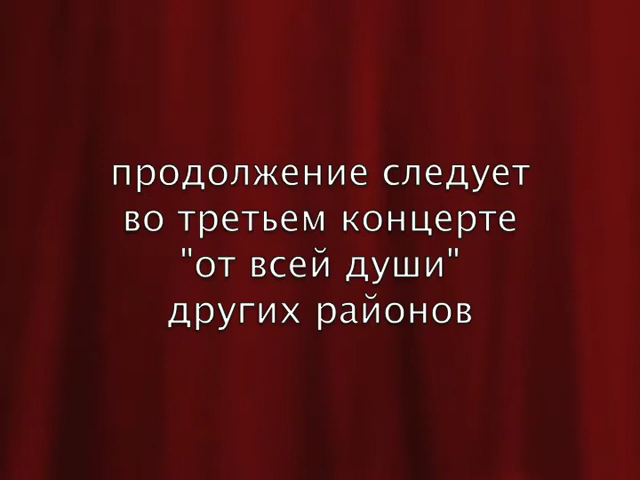 продолжение следует
во третьем концерте
"от всей души"
других районов